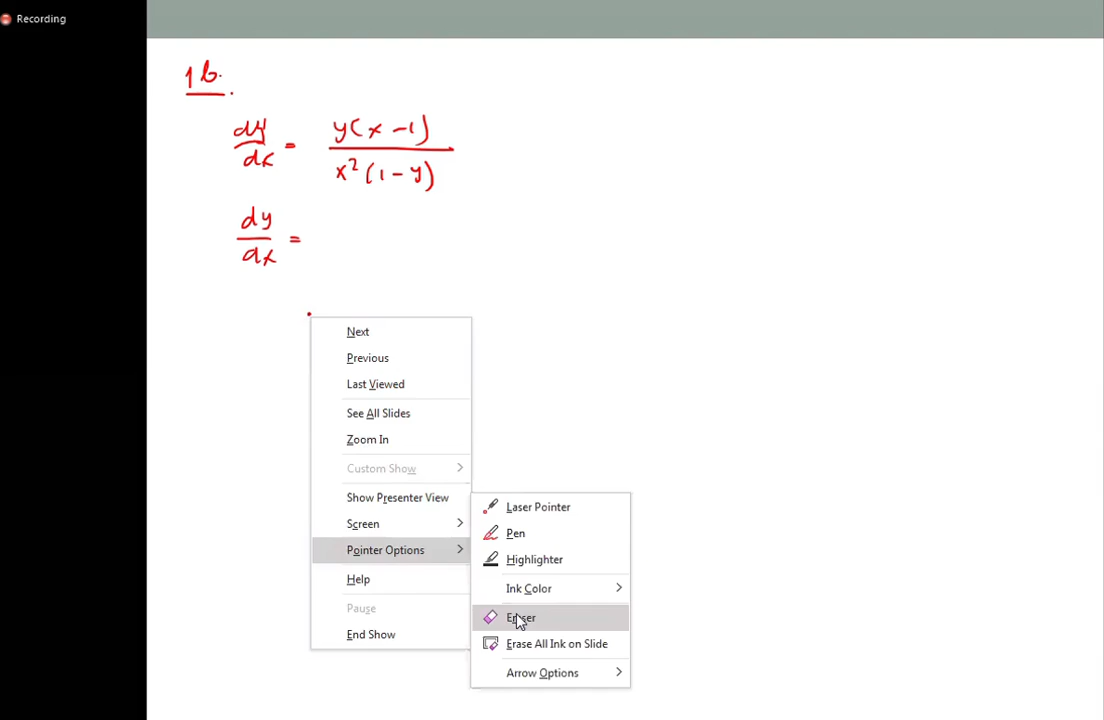 Recording
1b.
dy/dx = y(x-1) / x²(1-y)
dy/dx =
Next
Previous
Last Viewed
See All Slides
Zoom In
Custom Show
Show Presenter View
Screen
Pointer Options
Help
Pause
End Show
Laser Pointer
Pen
Highlighter
Ink Color
Eraser
Erase All Ink on Slide
Arrow Options